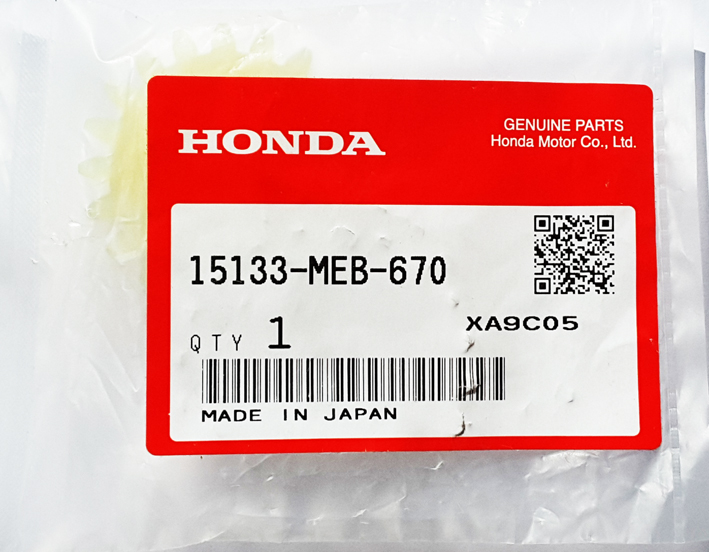 HONDA
GENUINE PARTS
Honda Motor Co., Ltd.
15133-MEB-670
QTY 1
XA9C05
MADE IN JAPAN